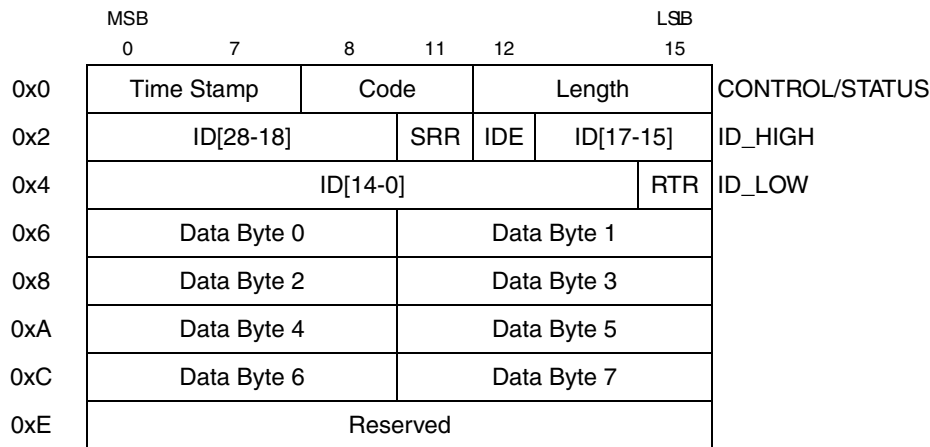 MSB LSB
0 7 8 11 12 15
0x0 Time Stamp Code Length CONTROL/STATUS
0x2 ID[28-18] SRR IDE ID[17-15] ID_HIGH
0x4 ID[14-0] RTR ID_LOW
0x6 Data Byte 0 Data Byte 1
0x8 Data Byte 2 Data Byte 3
0xA Data Byte 4 Data Byte 5
0xC Data Byte 6 Data Byte 7
0xE Reserved